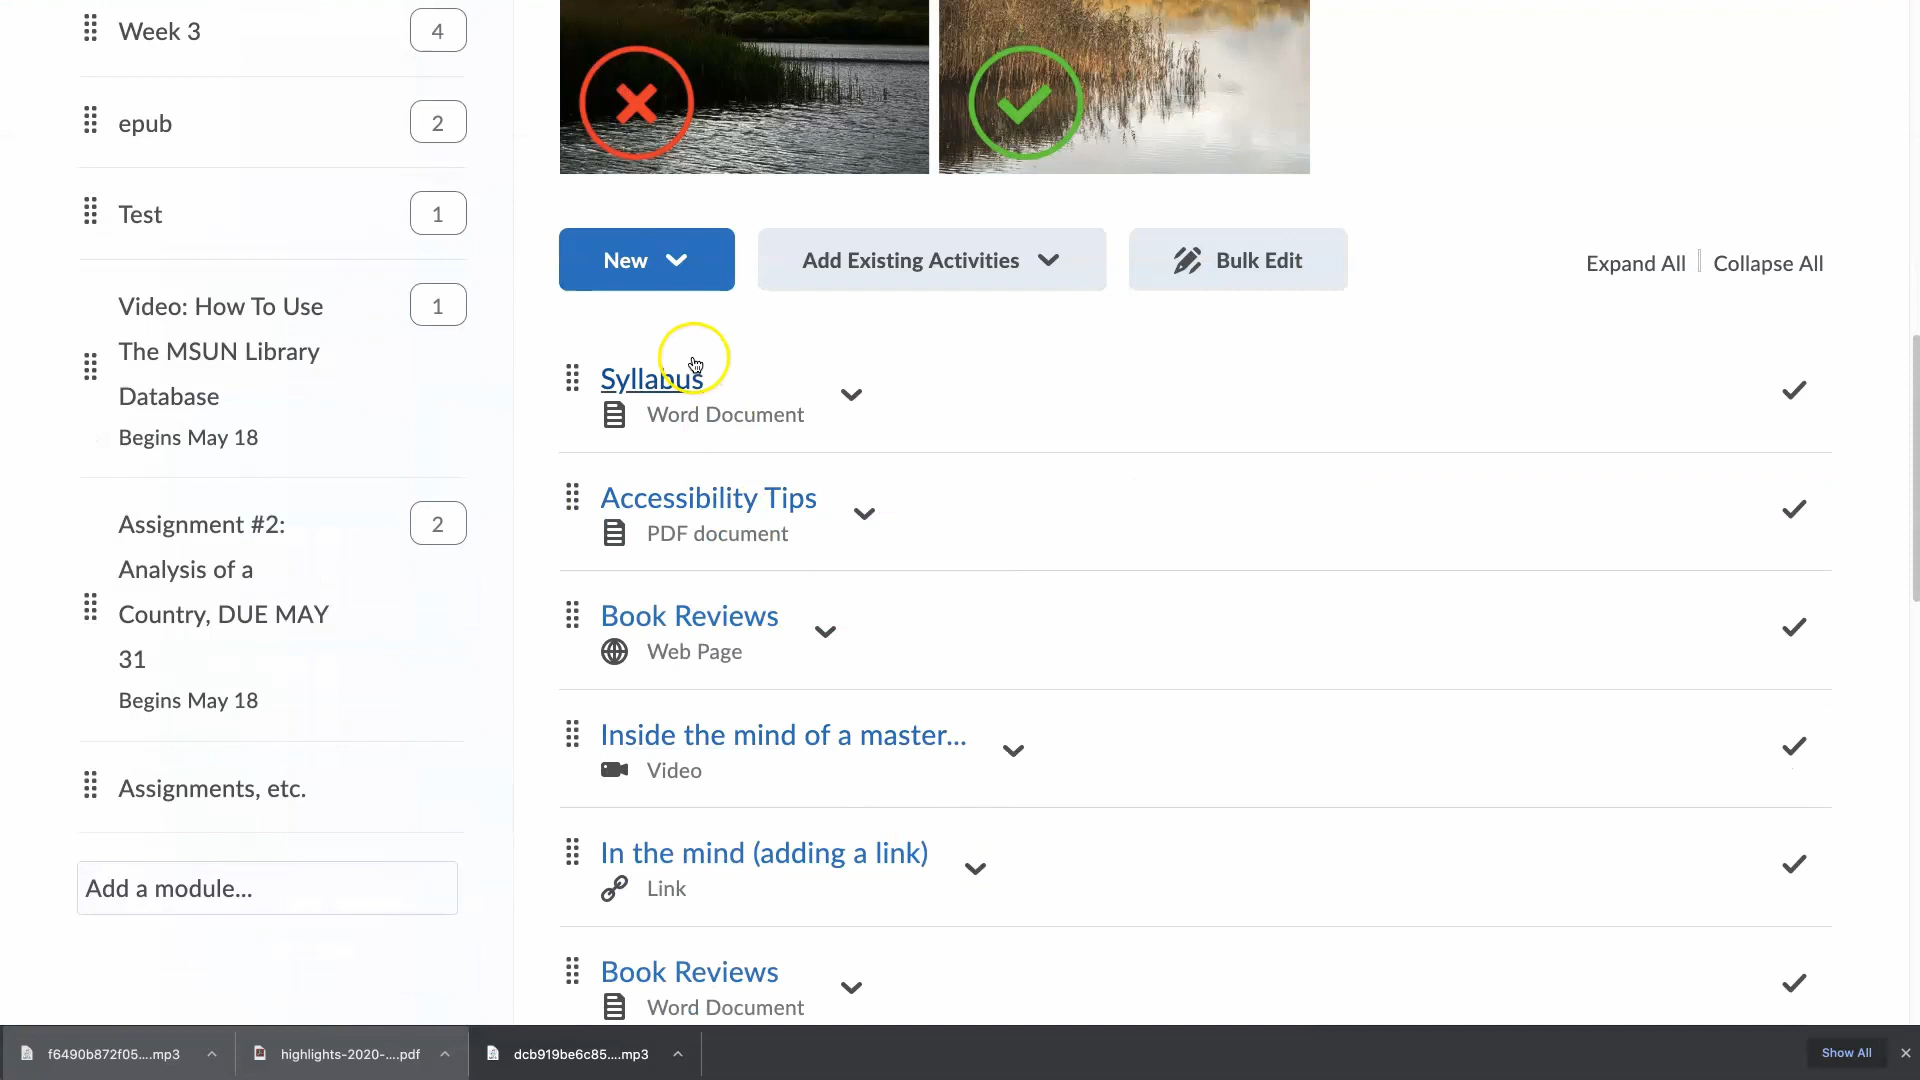 Week 3
4
epub
2
Test
1
Video: How To Use
The MSUN Library
Database
1
Begins May 18
Assignment #2:
Analysis of a
Country, DUE MAY
31
2
Begins May 18
Assignments, etc.
Add a module...
New
Add Existing Activities
Bulk Edit
Expand All
Collapse All
Syllabus
Word Document
Accessibility Tips
PDF document
Book Reviews
Web Page
Inside the mind of a master...
Video
In the mind (adding a link)
Link
Book Reviews
Word Document
f6490b872f05....mp3
highlights-2020-....pdf
dcb919be6c85....mp3
Show All